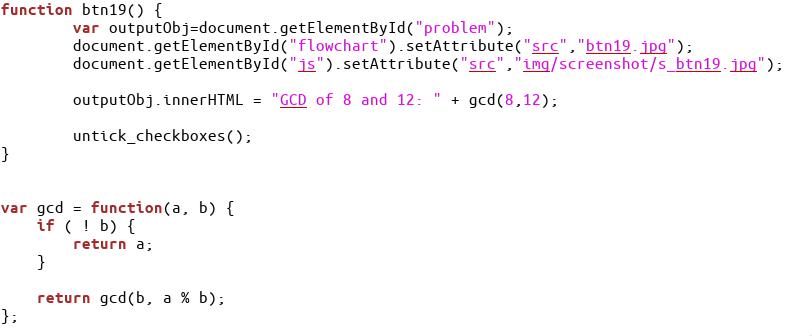 function btn19() {
        var outputObj=document.getElementById("problem");
        document.getElementById("flowchart").setAttribute("src","btn19.jpg");
        document.getElementById("js").setAttribute("src","img/screenshot/s_btn19.jpg");
        outputObj.innerHTML = "GCD of 8 and 12: " + gcd(8,12);
        untick_checkboxes();
}
var gcd = function(a, b) {
    if ( ! b) {
        return a;
    }
    return gcd(b, a % b);
};